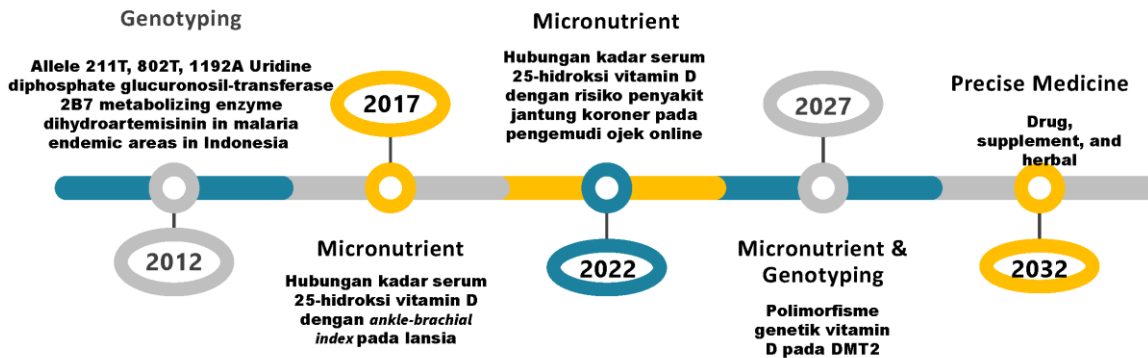 Genotyping
Allele 211T, 802T, 1192A Uridine
diphosphate glucuronosil-transferase
2B7 metabolizing enzyme
dihydroartemisinin in malaria
endemic areas in Indonesia
2012
2017
Micronutrient
Hubungan kadar serum
25-hidroksi vitamin D
dengan ankle-brachial
index pada lansia
Micronutrient
Hubungan kadar serum
25-hidroksi vitamin D
dengan risiko penyakit
jantung koroner pada
pengemudi ojek online
2022
2027
Micronutrient &
Genotyping
Polimorfisme
genetik vitamin
D pada DMT2
Precise Medicine
Drug,
supplement, and
herbal
2032